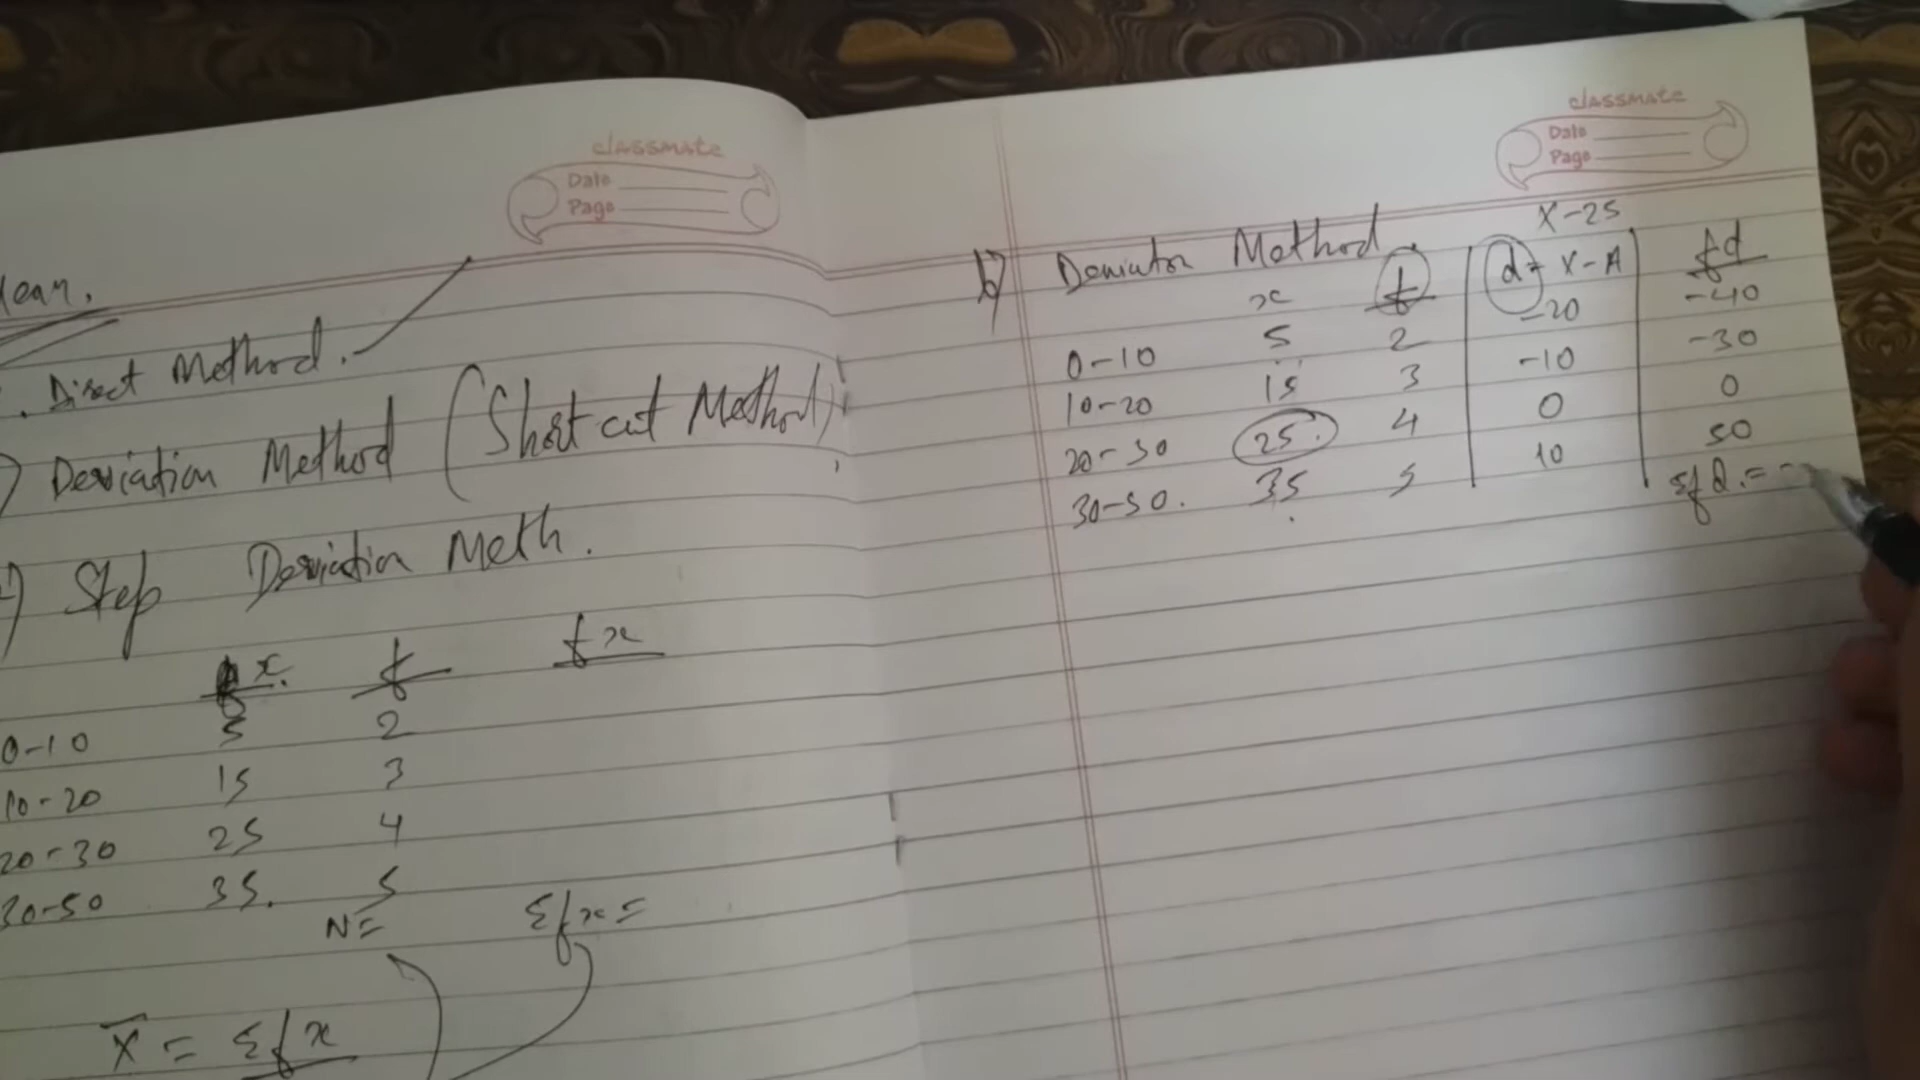 classmate
Date
Page
Mean.
. Direct Method.
) Deviation Method (Short cut Method)
) Step Deviation Meth.
x. f fx
0-10 5 2
10-20 15 3
20-30 25 4
30-50 35. 5
N= Σfx=
X̄ = Σfx
classmate
Date
Page
X-25
b) Deviaton Method
x f d= X-A fd
0-10 5 2 -20 -40
10-20 15 3 -10 -30
20-30 25. 4 0 0
30-50. 35 5 10 50
Σfd.= -